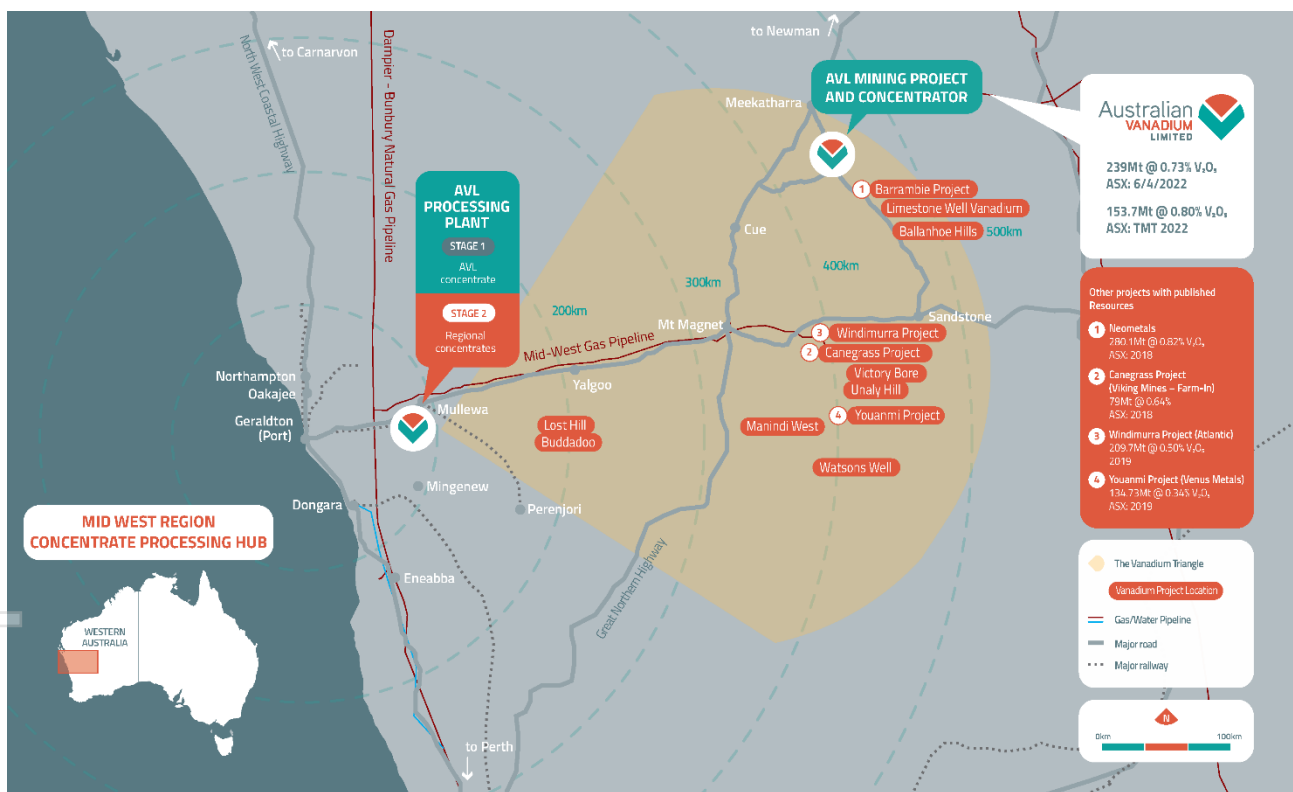 to Carnarvon
North West Coastal Highway
Dampier - Bunbury Natural Gas Pipeline
to Newman
Meekatharra
AVL MINING PROJECT
AND CONCENTRATOR
Australian
VANADIUM
LIMITED
239Mt @ 0.73% V₂O₅
ASX: 6/4/2022
153.7Mt @ 0.80% V₂O₅
ASX: TMT 2022
AVL
PROCESSING
PLANT
STAGE 1
AVL
concentrate
STAGE 2
Regional
concentrates
1 Barrambie Project
Limestone Well Vanadium
Ballanhoe Hills
500km
Cue
400km
300km
200km
Mt Magnet
Sandstone
Mid-West Gas Pipeline
3 Windimurra Project
2 Canegrass Project
Victory Bore
Unaly Hill
Yalgoo
Northampton
Oakajee
Geraldton
(Port)
Mullewa
Lost Hill
Buddadoo
Manindi West
4 Youanmi Project
Watsons Well
Mingenew
Perenjori
Dongara
Eneabba
Great Northern Highway
to Perth
MID WEST REGION
CONCENTRATE PROCESSING HUB
WESTERN
AUSTRALIA
Other projects with published
Resources
1 Neometals
280.1Mt @ 0.82% V₂O₅
ASX: 2018
2 Canegrass Project
(Viking Mines – Farm-In)
79Mt @ 0.64%
ASX: 2018
3 Windimurra Project (Atlantic)
209.7Mt @ 0.50% V₂O₅
2019
4 Youanmi Project (Venus Metals)
134.73Mt @ 0.34% V₂O₅
ASX: 2019
The Vanadium Triangle
Vanadium Project Location
Gas/Water Pipeline
Major road
Major railway
N
0km
100km